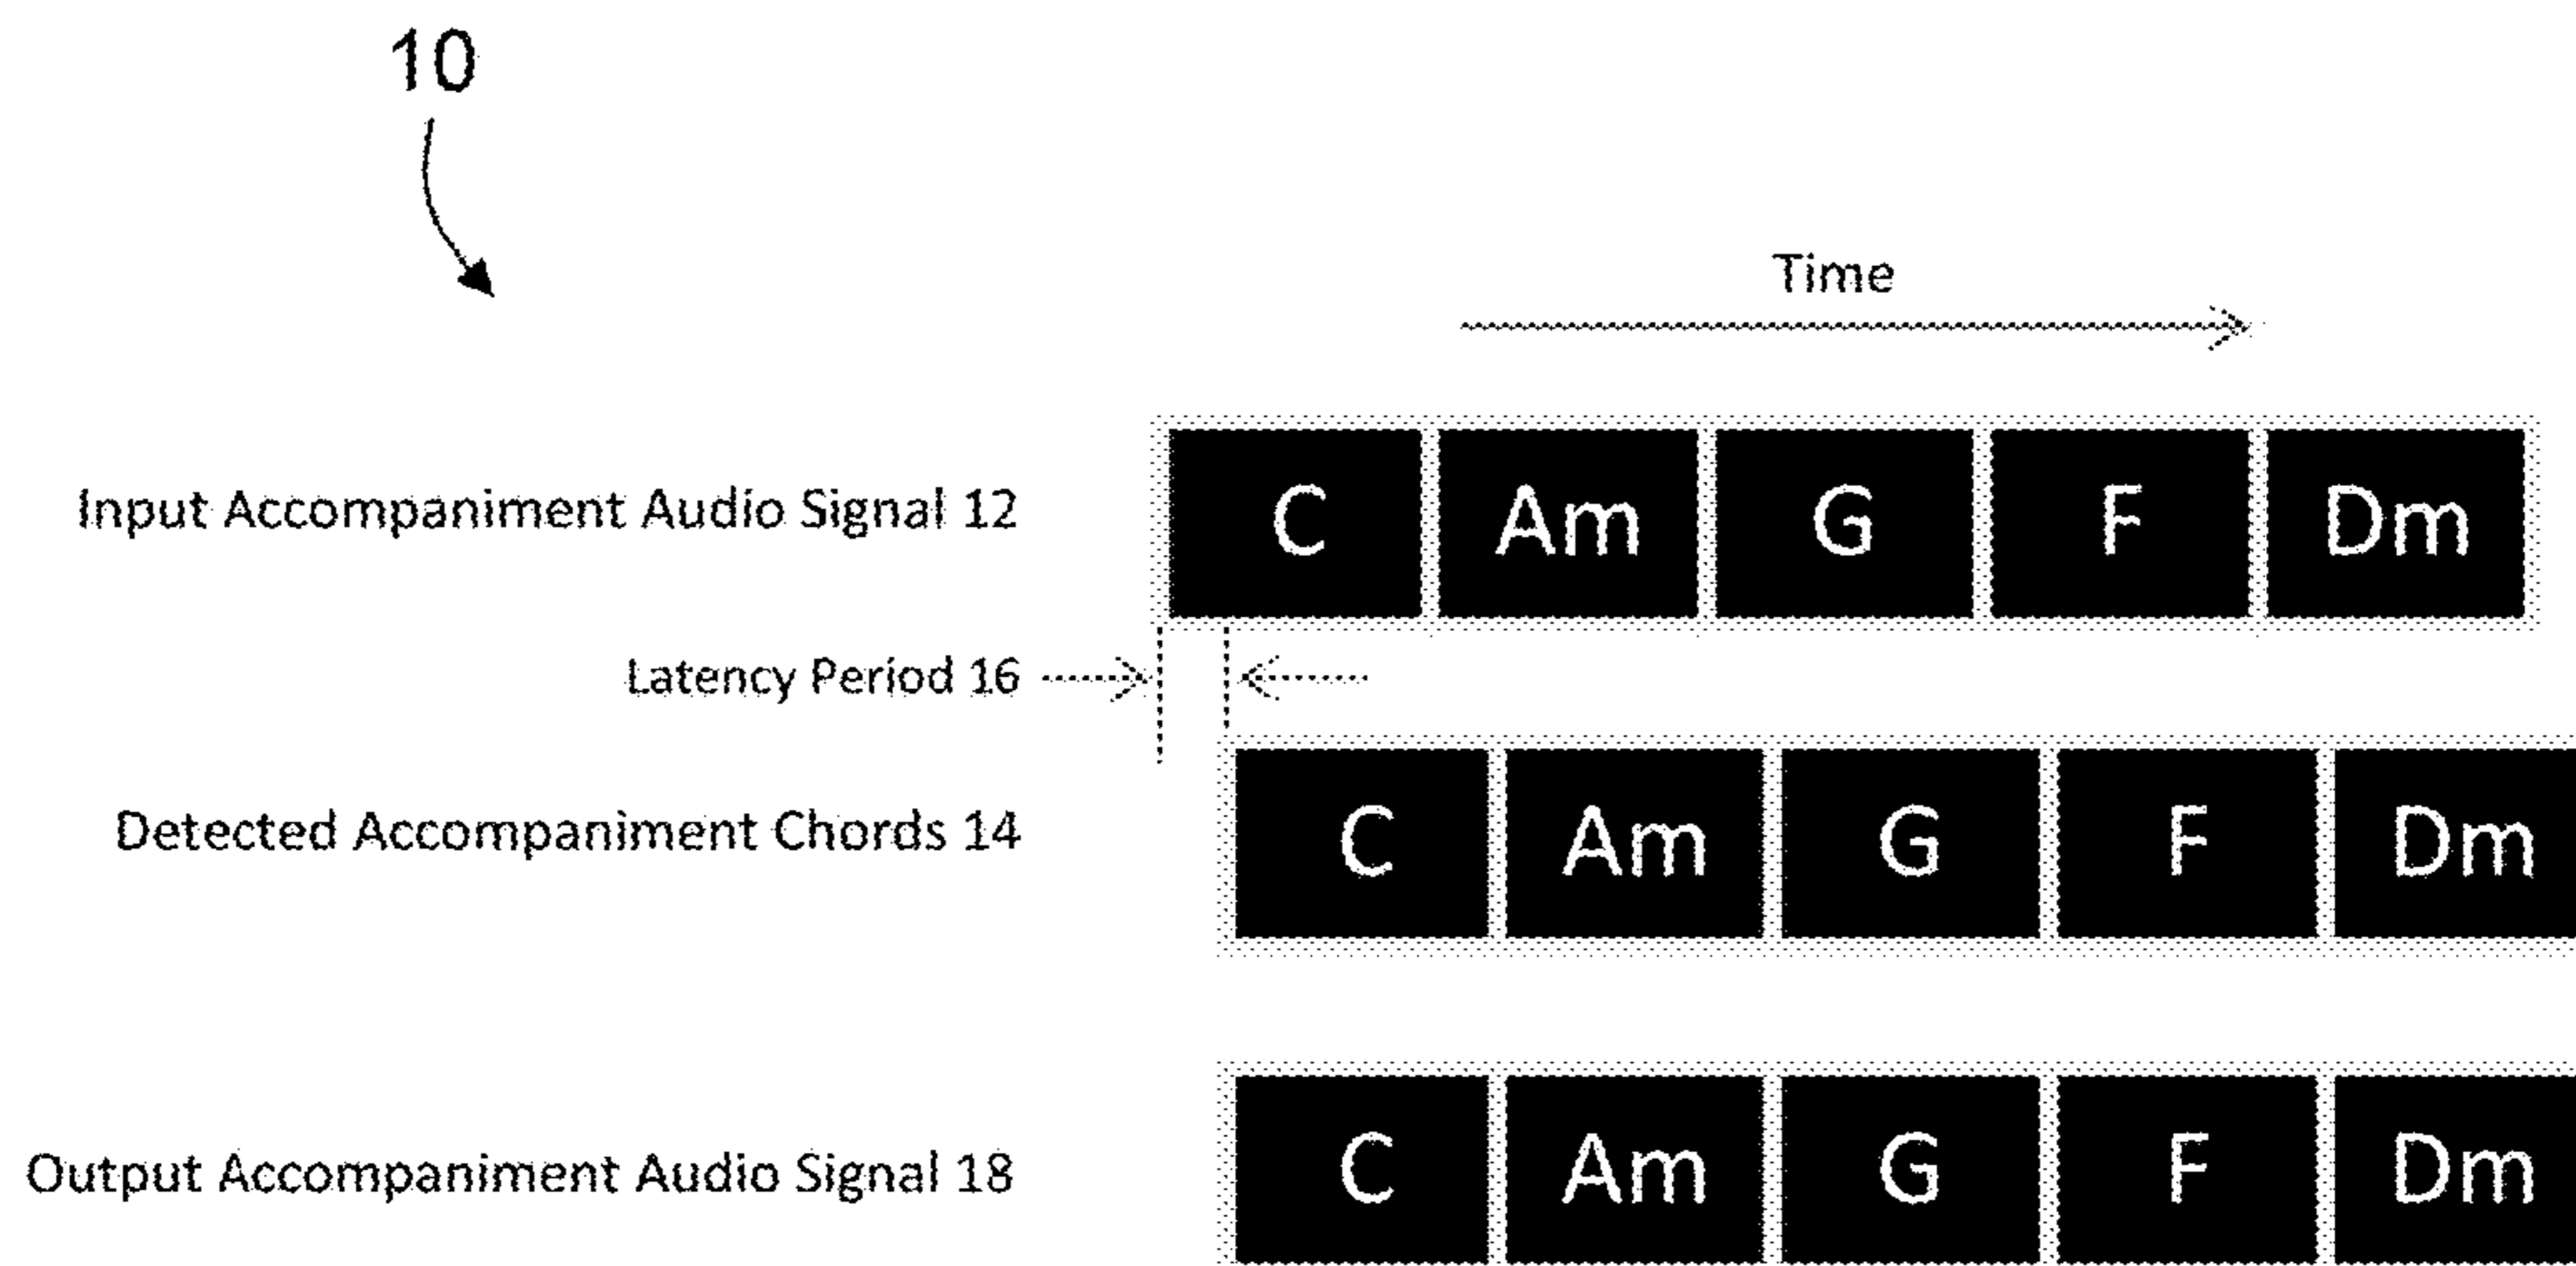 10
Time
Input Accompaniment Audio Signal 12 C Am G F Dm
Latency Period 16
Detected Accompaniment Chords 14 C Am G F Dm
Output Accompaniment Audio Signal 18 C Am G F Dm